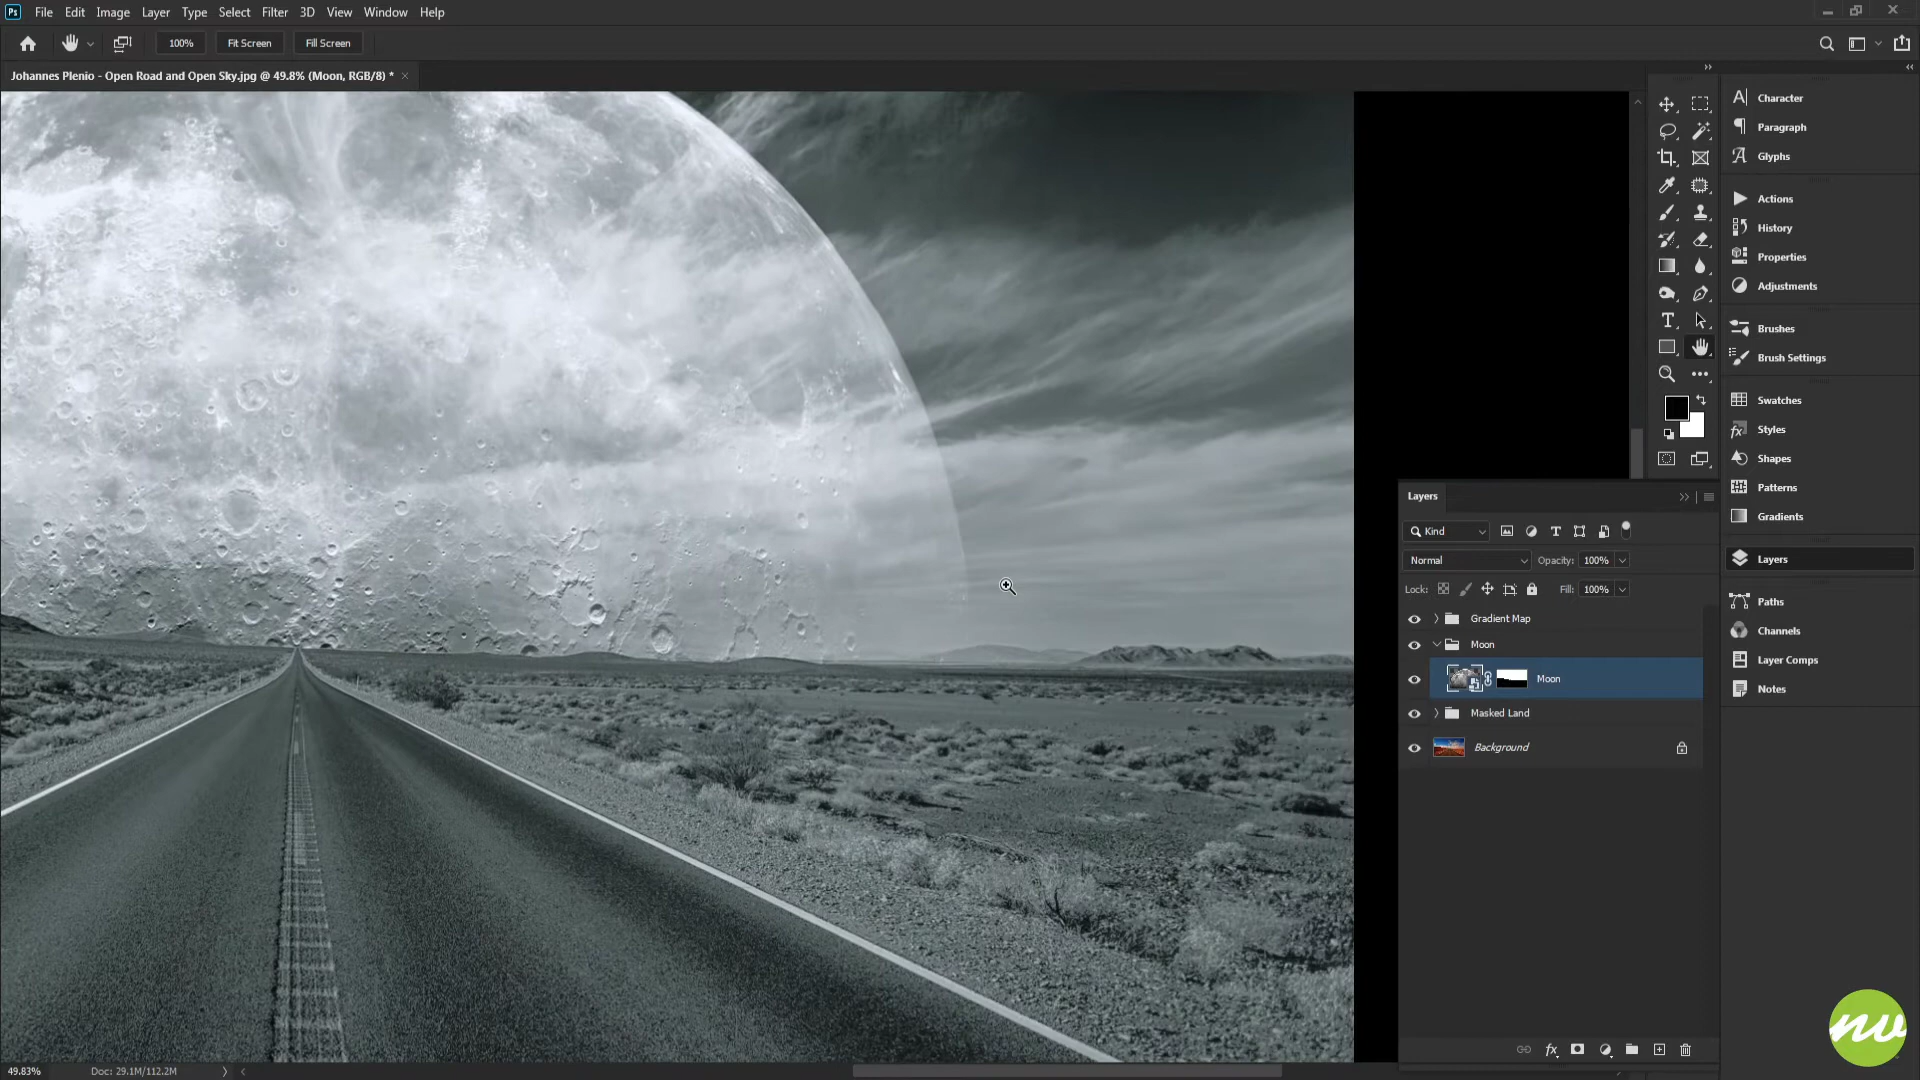 Ps File Edit Image Layer Type Select Filter 3D View Window Help
100% Fit Screen Fill Screen
Johannes Plenio - Open Road and Open Sky.jpg @ 49.8% (Moon, RGB/8) *
Character
Paragraph
Glyphs
Actions
History
Properties
Adjustments
Brushes
Brush Settings
Swatches
Styles
Shapes
Patterns
Gradients
Layers
Paths
Channels
Layer Comps
Notes
Layers
Kind
Normal Opacity: 100%
Lock: Fill: 100%
Gradient Map
Moon
Moon
Masked Land
Background
fx
nv
49.83% Doc: 29.1M/112.2M